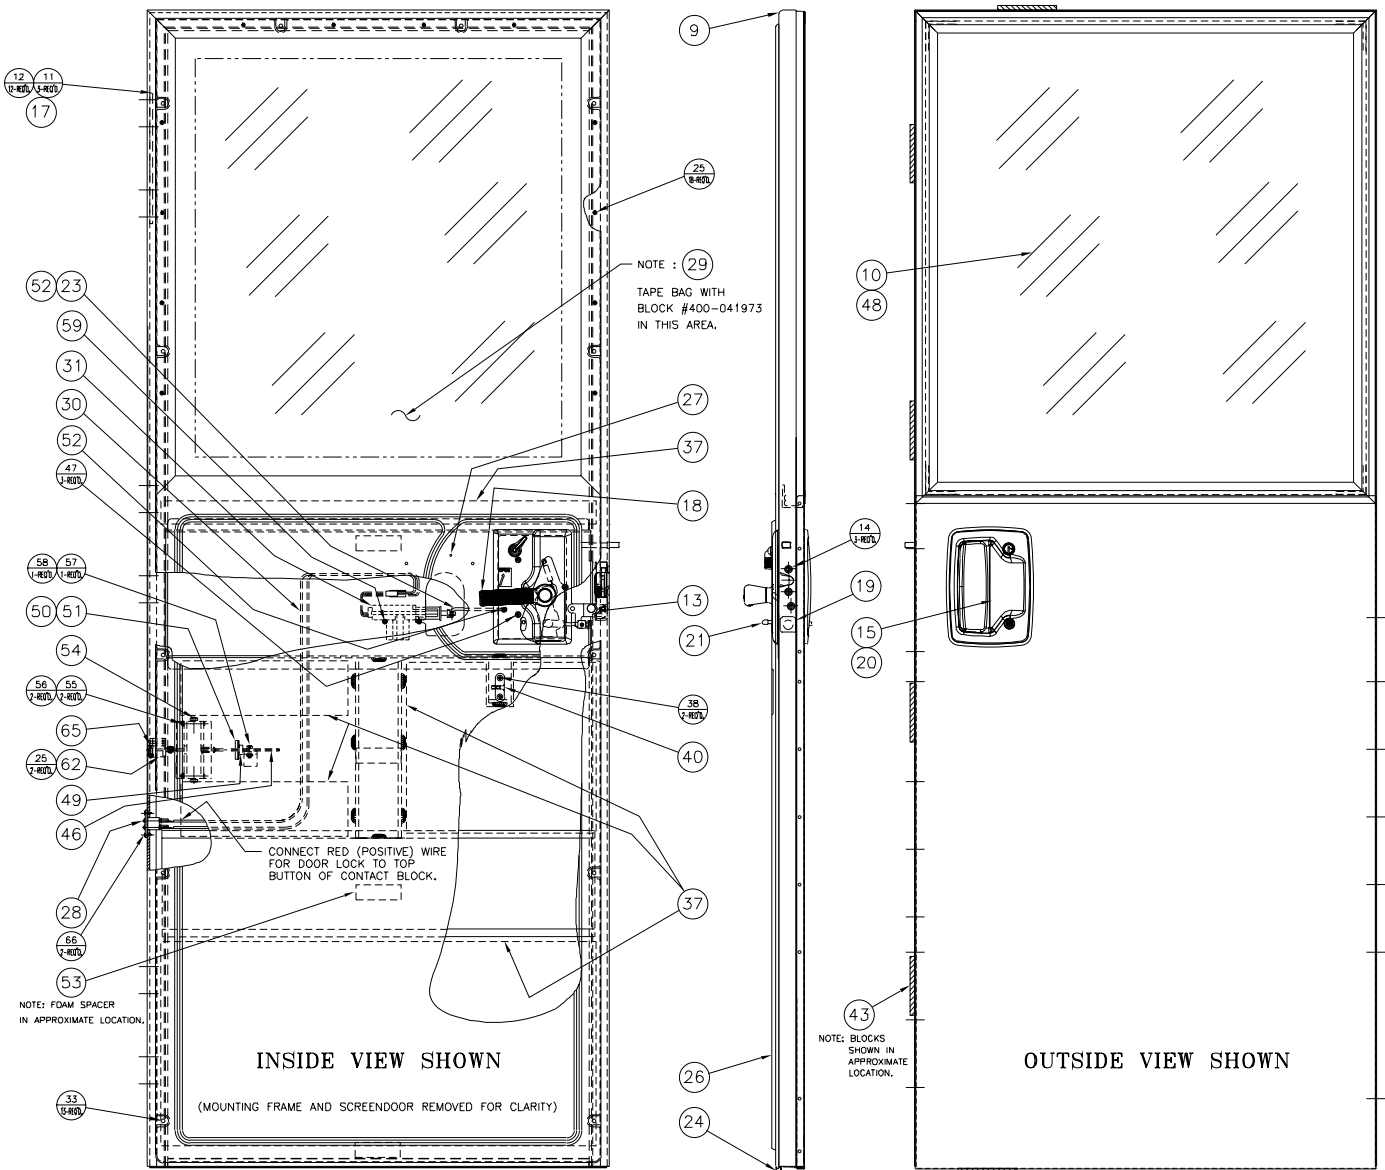 12 11
12-REQ'D. 3-REQ'D.
17
52 23
59
31
30
52
47
3-REQ'D.
58 57
1-REQ'D. 1-REQ'D.
50 51
54
56 55
2-REQ'D. 2-REQ'D.
65
25 62
2-REQ'D.
49
46
28
66
2-REQ'D.
53
NOTE: FOAM SPACER
IN APPROXIMATE LOCATION.
33
13-REQ'D.
CONNECT RED (POSITIVE) WIRE
FOR DOOR LOCK TO TOP
BUTTON OF CONTACT BLOCK.
INSIDE VIEW SHOWN
(MOUNTING FRAME AND SCREENDOOR REMOVED FOR CLARITY)
9
25
18-REQ'D.
NOTE : 29
TAPE BAG WITH
BLOCK #400-041973
IN THIS AREA.
27
37
18
13
21
38
2-REQ'D.
40
37
26
24
10
48
14
3-REQ'D.
19
15
20
43
NOTE: BLOCKS
SHOWN IN
APPROXIMATE
LOCATION.
OUTSIDE VIEW SHOWN